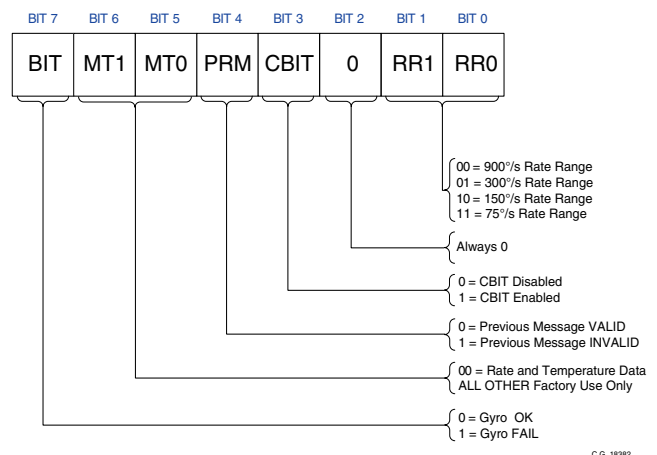 BIT 7 BIT 6 BIT 5 BIT 4 BIT 3 BIT 2 BIT 1 BIT 0
BIT MT1 MT0 PRM CBIT 0 RR1 RR0
00 = 900°/s Rate Range
01 = 300°/s Rate Range
10 = 150°/s Rate Range
11 = 75°/s Rate Range
Always 0
0 = CBIT Disabled
1 = CBIT Enabled
0 = Previous Message VALID
1 = Previous Message INVALID
00 = Rate and Temperature Data
ALL OTHER Factory Use Only
0 = Gyro OK
1 = Gyro FAIL
C.G. 18382